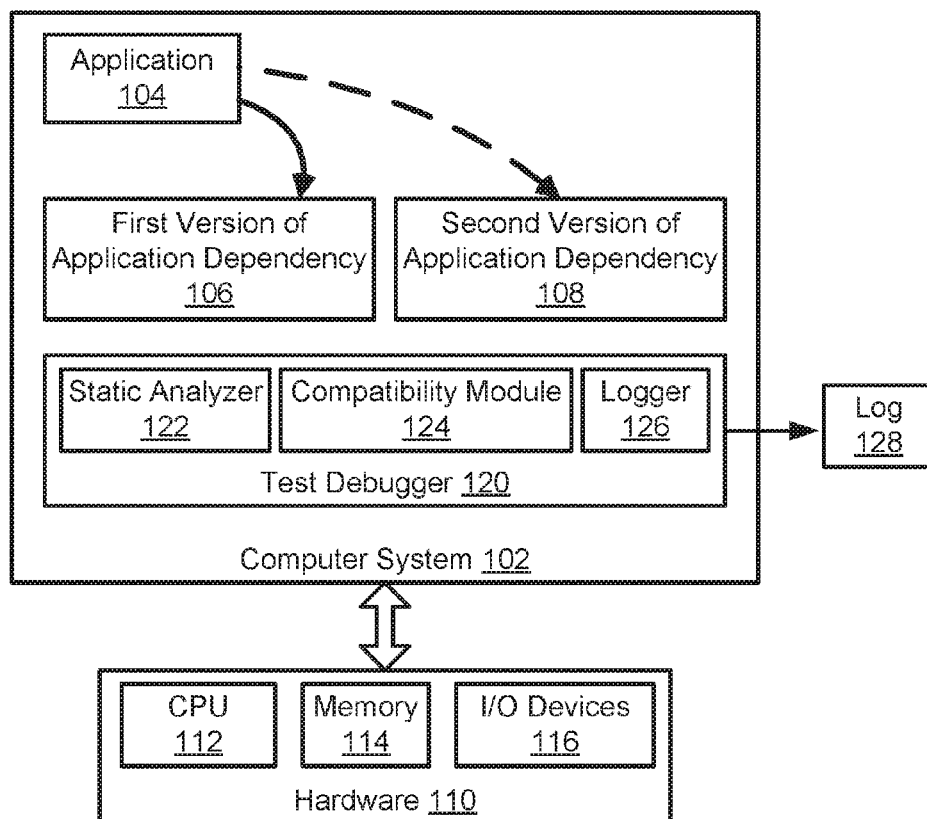 Application
104
First Version of
Application Dependency
106
Second Version of
Application Dependency
108
Static Analyzer
122
Compatibility Module
124
Logger
126
Test Debugger 120
Log
128
Computer System 102
CPU
112
Memory
114
I/O Devices
116
Hardware 110